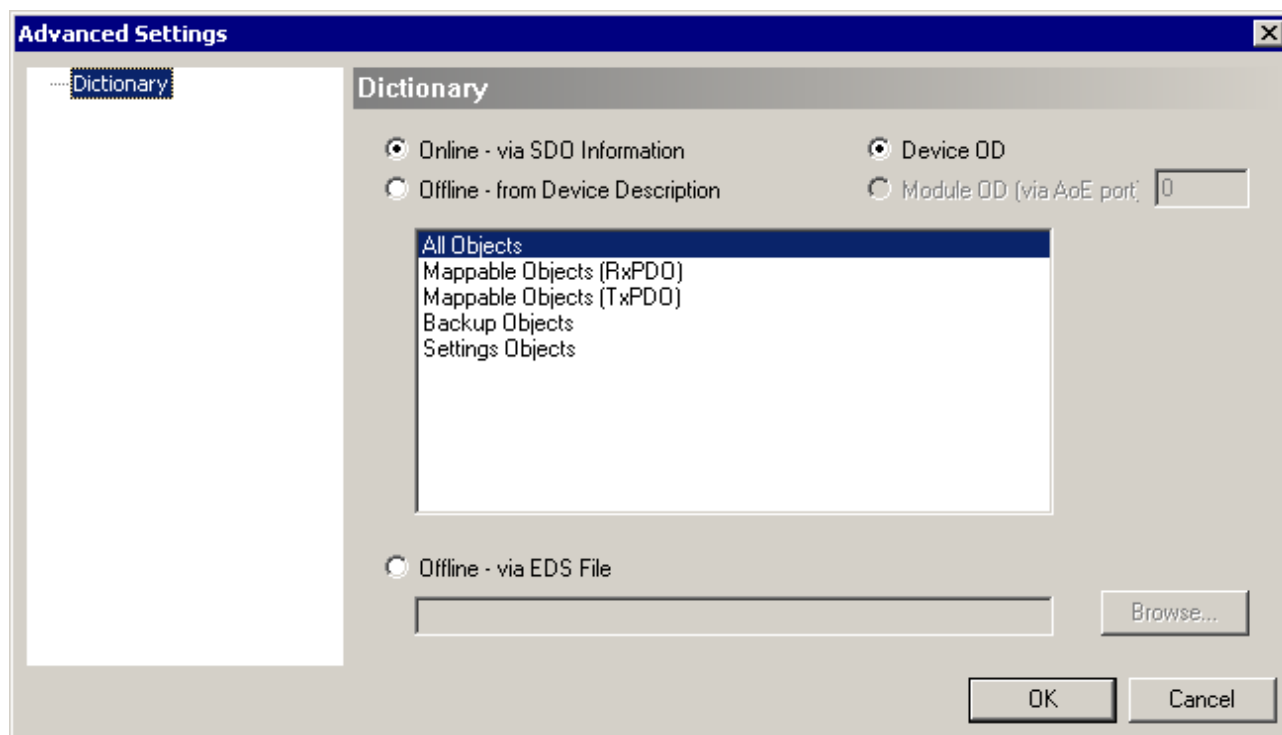 Advanced Settings
Dictionary
Dictionary
Online - via SDO Information
Device OD
Offline - from Device Description
Module OD (via AoE port)
0
All Objects
Mappable Objects (RxPDO)
Mappable Objects (TxPDO)
Backup Objects
Settings Objects
Offline - via EDS File
Browse...
OK
Cancel